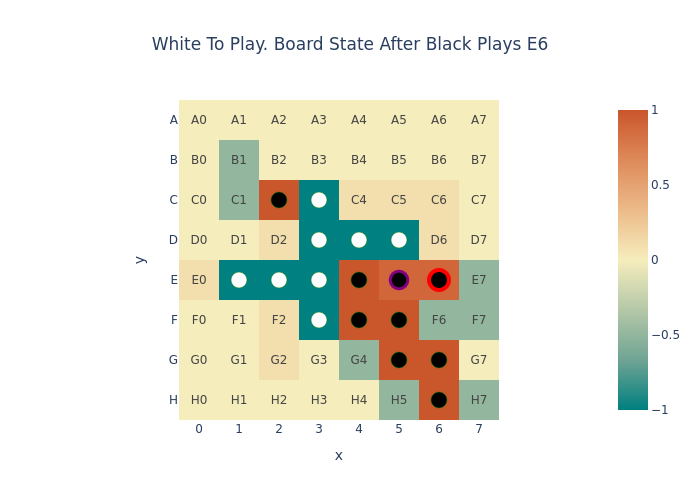 White To Play. Board State After Black Plays E6
A A0 A1 A2 A3 A4 A5 A6 A7
B B0 B1 B2 B3 B4 B5 B6 B7
C C0 C1 C4 C5 C6 C7
D D0 D1 D2 D6 D7
E E0 E7
F F0 F1 F2 F6 F7
G G0 G1 G2 G3 G4 G7
H H0 H1 H2 H3 H4 H5 H7
0 1 2 3 4 5 6 7
x
y
1
0.5
0
−0.5
−1